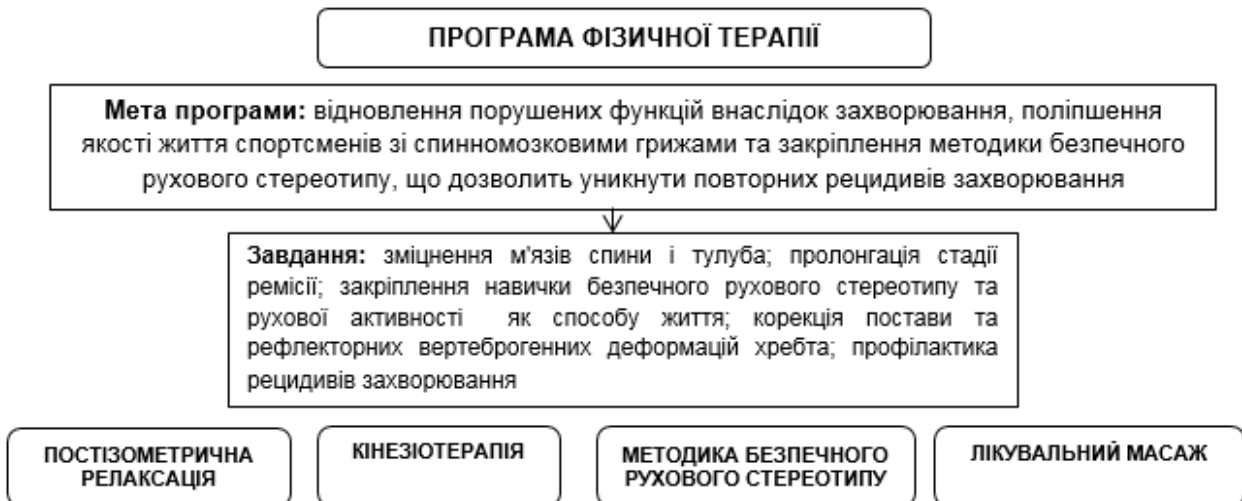 ПРОГРАМА ФІЗИЧНОЇ ТЕРАПІЇ
Мета програми: відновлення порушених функцій внаслідок захворювання, поліпшення
якості життя спортсменів зі спинномозковими грижами та закріплення методики безпечного
рухового стереотипу, що дозволить уникнути повторних рецидивів захворювання
Завдання: зміцнення м'язів спини і тулуба; пролонгація стадії
ремісії; закріплення навички безпечного рухового стереотипу та
рухової активності як способу життя; корекція постави та
рефлекторних вертеброгенних деформацій хребта; профілактика
рецидивів захворювання
ПОСТІЗОМЕТРИЧНА
РЕЛАКСАЦІЯ
КІНЕЗІОТЕРАПІЯ
МЕТОДИКА БЕЗПЕЧНОГО
РУХОВОГО СТЕРЕОТИПУ
ЛІКУВАЛЬНИЙ МАСАЖ